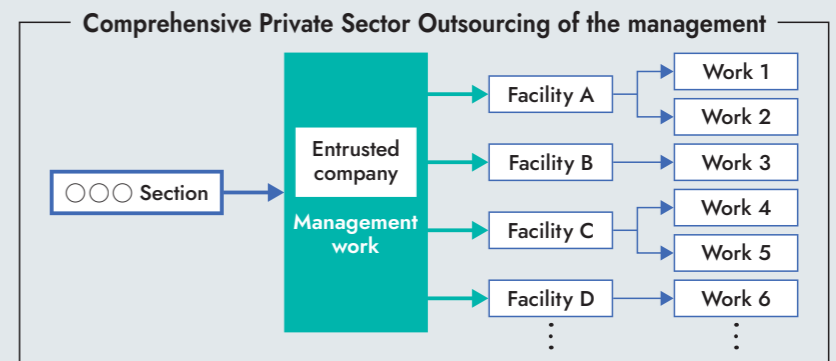 Comprehensive Private Sector Outsourcing of the management
○○○ Section
Entrusted
company
Management
work
Facility A
Facility B
Facility C
Facility D
⋮
Work 1
Work 2
Work 3
Work 4
Work 5
Work 6
⋮